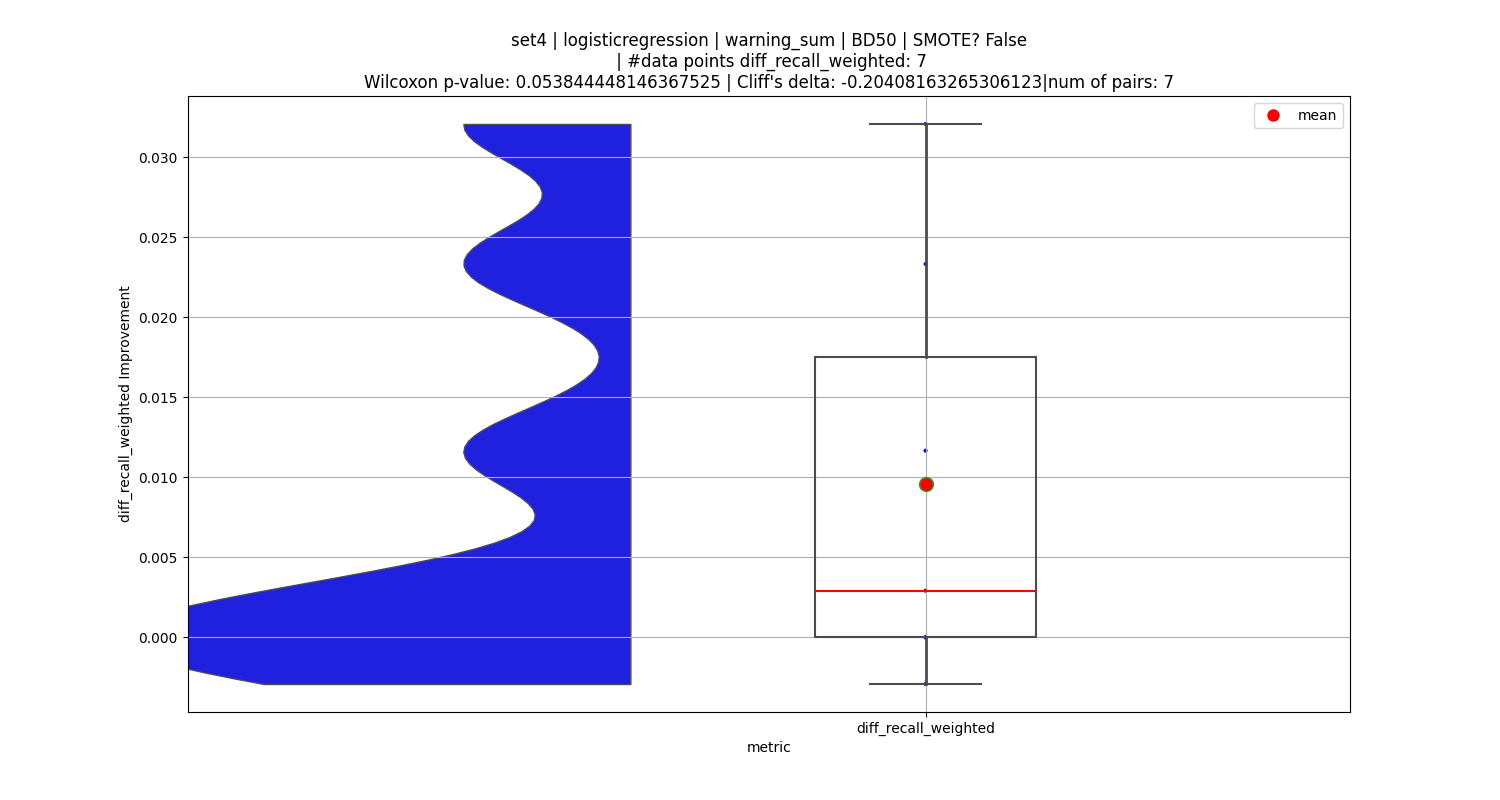 set4 | logisticregression | warning_sum | BD50 | SMOTE? False
| #data points diff_recall_weighted: 7
Wilcoxon p-value: 0.053844448146367525 | Cliff's delta: -0.20408163265306123|num of pairs: 7
mean
0.030
0.025
0.020
0.015
0.010
0.005
0.000
diff_recall_weighted Improvement
diff_recall_weighted
metric